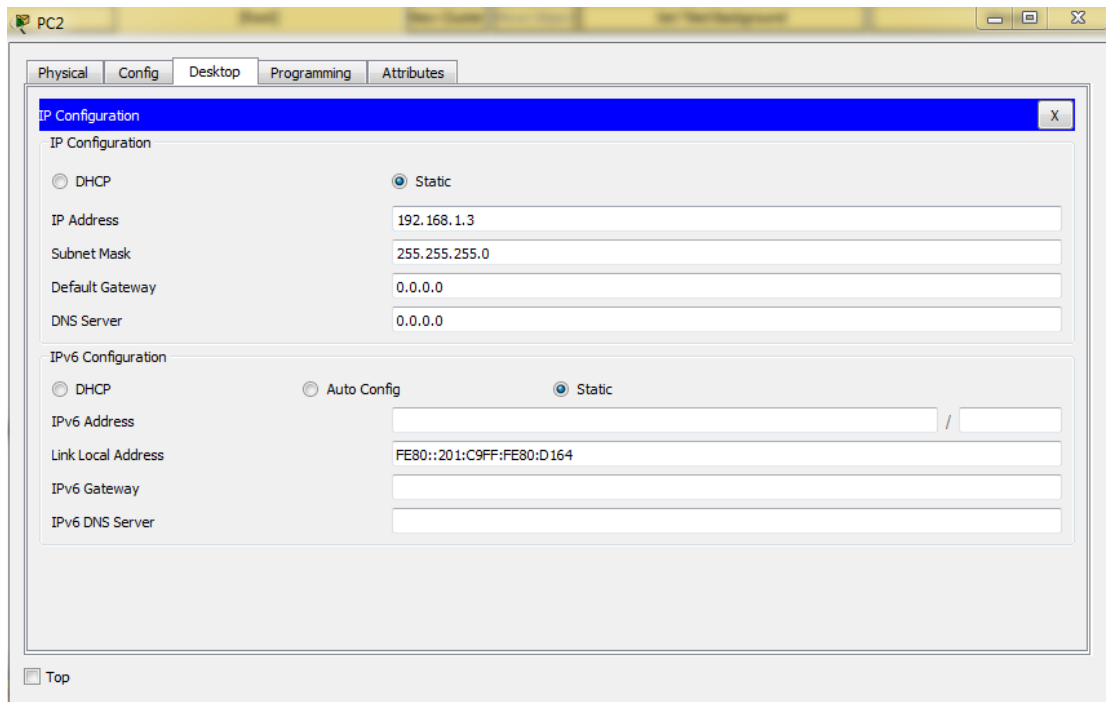 PC2
Physical Config Desktop Programming Attributes
IP Configuration X
IP Configuration
DHCP Static
IP Address 192.168.1.3
Subnet Mask 255.255.255.0
Default Gateway 0.0.0.0
DNS Server 0.0.0.0
IPv6 Configuration
DHCP Auto Config Static
IPv6 Address /
Link Local Address FE80::201:C9FF:FE80:D164
IPv6 Gateway
IPv6 DNS Server
Top